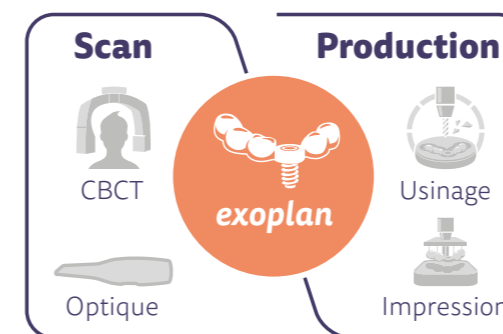 Scan
CBCT
Optique
exoplan
Production
Usinage
Impression